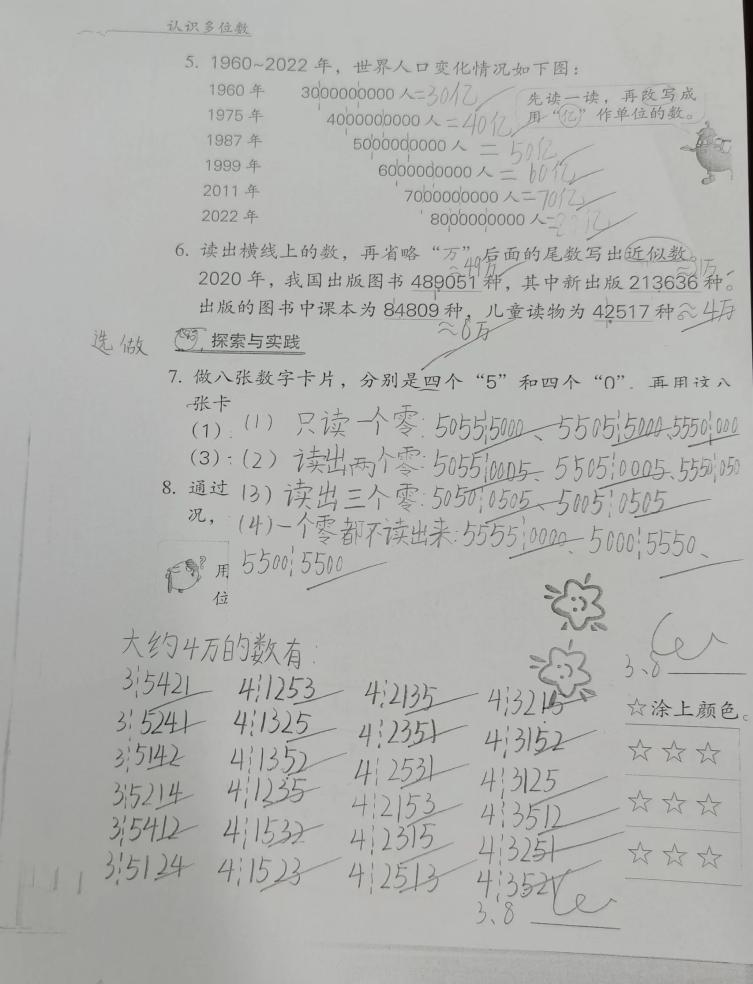 认识多位数
5. 1960~2022 年，世界人口变化情况如下图：
1960 年 3000000000 人=30亿
先读一读，再改写成
用“亿”作单位的数。
1975 年 4000000000 人=40亿
1987 年 5000000000 人 = 50亿
1999 年 6000000000 人 = 60亿
2011 年 7000000000 人=70亿
2022 年 8000000000 人=80亿
6. 读出横线上的数，再省略“万”后面的尾数写出近似数。
≈49万 ≈21万
2020 年，我国出版图书 489051 种，其中新出版 213636 种。
出版的图书中课本为 84809 种，儿童读物为 42517 种 ≈4万
≈8万
选做 探索与实践
7. 做八张数字卡片，分别是四个“5”和四个“0”，再用这八
张卡
(1) (1) 只读一个零: 5055¦5000、5505¦5000、5550¦000
(3) (2) 读出两个零: 5055¦0005、5505¦0005、5550¦050
8. 通过 (3) 读出三个零: 5050¦0505、5005¦0505
况， (4) 一个零都不读出来: 5555¦0000、5000¦5550、
用 5500¦5500
位
大约4万的数有:
3、8
3¦5421 4¦1253 4¦2135 4¦3215
☆涂上颜色。
3¦5241 4¦1325 4¦2351 4¦3152
☆ ☆ ☆
3¦5142 4¦1352 4¦2531 4¦3125
3¦5214 4¦1235 4¦2153 4¦3512
☆ ☆ ☆
3¦5412 4¦1532 4¦2315 4¦3251
☆ ☆ ☆
3¦5124 4¦1523 4¦2513 4¦3521
3、8